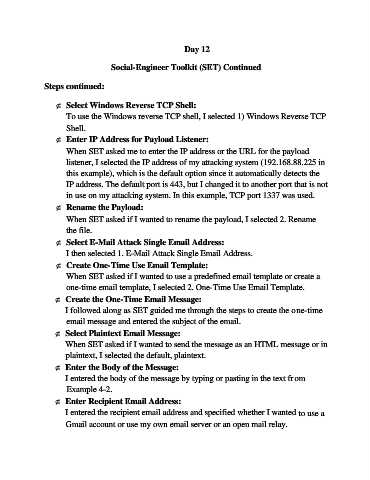 Day 12
Social-Engineer Toolkit (SET) Continued
Steps continued:
⊄ Select Windows Reverse TCP Shell:
To use the Windows reverse TCP shell, I selected 1) Windows Reverse TCP
Shell.
⊄ Enter IP Address for Payload Listener:
When SET asked me to enter the IP address or the URL for the payload
listener, I selected the IP address of my attacking system (192.168.88.225 in
this example), which is the default option since it automatically detects the
IP address. The default port is 443, but I changed it to another port that is not
in use on my attacking system. In this example, TCP port 1337 was used.
⊄ Rename the Payload:
When SET asked if I wanted to rename the payload, I selected 2. Rename
the file.
⊄ Select E-Mail Attack Single Email Address:
I then selected 1. E-Mail Attack Single Email Address.
⊄ Create One-Time Use Email Template:
When SET asked if I wanted to use a predefined email template or create a
one-time email template, I selected 2. One-Time Use Email Template.
⊄ Create the One-Time Email Message:
I followed along as SET guided me through the steps to create the one-time
email message and entered the subject of the email.
⊄ Select Plaintext Email Message:
When SET asked if I wanted to send the message as an HTML message or in
plaintext, I selected the default, plaintext.
⊄ Enter the Body of the Message:
I entered the body of the message by typing or pasting in the text from
Example 4-2.
⊄ Enter Recipient Email Address:
I entered the recipient email address and specified whether I wanted to use a
Gmail account or use my own email server or an open mail relay.